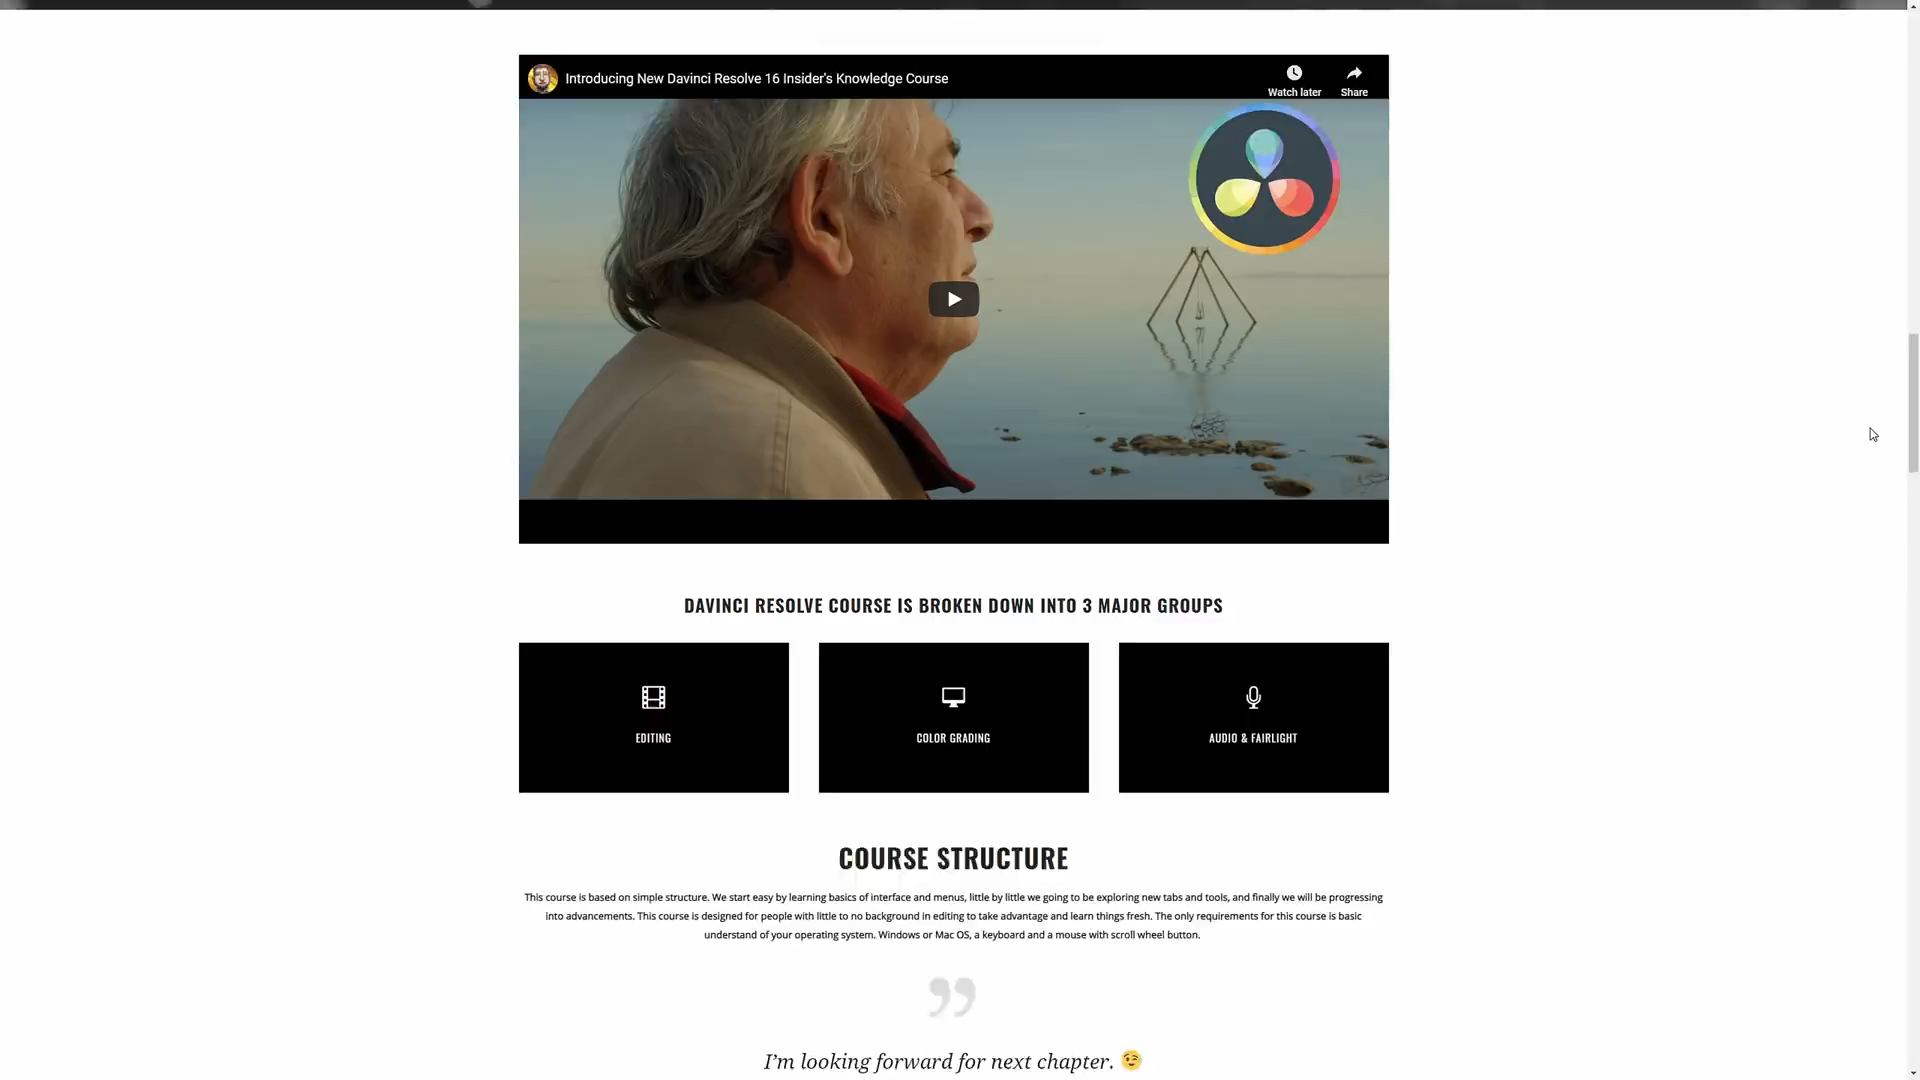 Introducing New Davinci Resolve 16 Insider's Knowledge Course
Watch later
Share
DAVINCI RESOLVE COURSE IS BROKEN DOWN INTO 3 MAJOR GROUPS
EDITING
COLOR GRADING
AUDIO & FAIRLIGHT
COURSE STRUCTURE
This course is based on simple structure. We start easy by learning basics of interface and menus, little by little we going to be exploring new tabs and tools, and finally we will be progressing
into advancements. This course is designed for people with little to no background in editing to take advantage and learn things fresh. The only requirements for this course is basic
understand of your operating system. Windows or Mac OS, a keyboard and a mouse with scroll wheel button.
”
I’m looking forward for next chapter. 😉